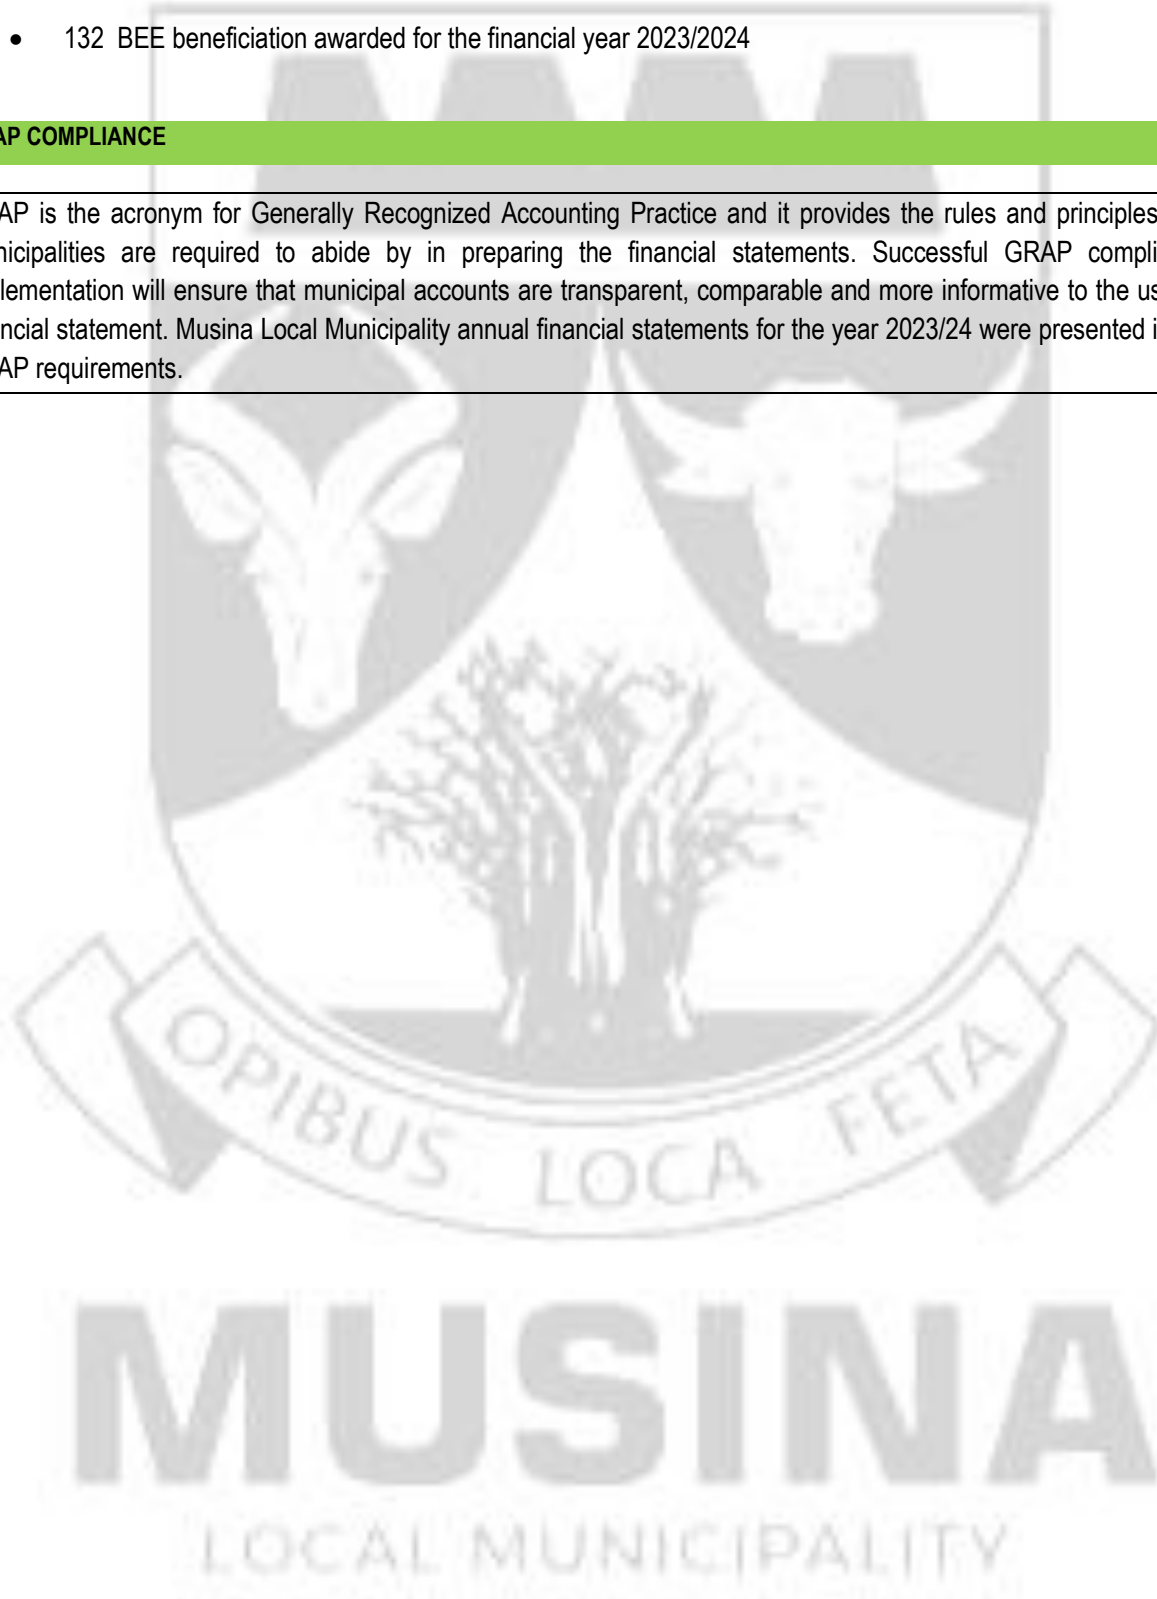 • 132 BEE beneficiation awarded for the financial year 2023/2024
AP COMPLIANCE
AP is the acronym for Generally Recognized Accounting Practice and it provides the rules and principles
nicipalities are required to abide by in preparing the financial statements. Successful GRAP compli
lementation will ensure that municipal accounts are transparent, comparable and more informative to the us
ncial statement. Musina Local Municipality annual financial statements for the year 2023/24 were presented i
AP requirements.
OPIBUS LOCA FETA
MUSINA
LOCAL MUNICIPALITY